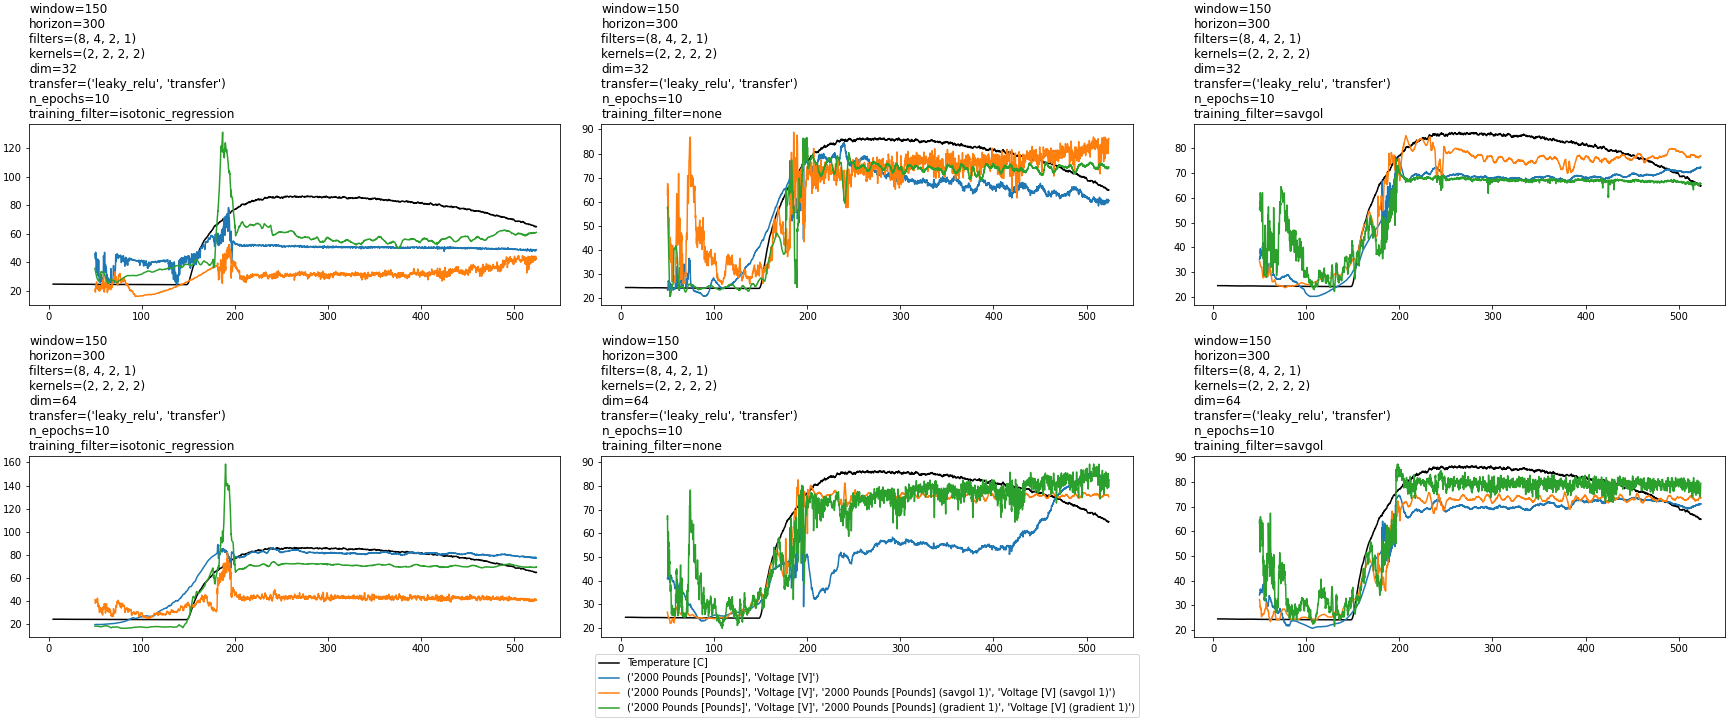 window=150
horizon=300
filters=(8, 4, 2, 1)
kernels=(2, 2, 2, 2)
dim=32
transfer=('leaky_relu', 'transfer')
n_epochs=10
training_filter=isotonic_regression
120
100
80
60
40
20
0 100 200 300 400 500
window=150
horizon=300
filters=(8, 4, 2, 1)
kernels=(2, 2, 2, 2)
dim=32
transfer=('leaky_relu', 'transfer')
n_epochs=10
training_filter=none
90
80
70
60
50
40
30
20
0 100 200 300 400 500
window=150
horizon=300
filters=(8, 4, 2, 1)
kernels=(2, 2, 2, 2)
dim=32
transfer=('leaky_relu', 'transfer')
n_epochs=10
training_filter=savgol
80
70
60
50
40
30
20
0 100 200 300 400 500
window=150
horizon=300
filters=(8, 4, 2, 1)
kernels=(2, 2, 2, 2)
dim=64
transfer=('leaky_relu', 'transfer')
n_epochs=10
training_filter=isotonic_regression
160
140
120
100
80
60
40
20
0 100 200 300 400 500
window=150
horizon=300
filters=(8, 4, 2, 1)
kernels=(2, 2, 2, 2)
dim=64
transfer=('leaky_relu', 'transfer')
n_epochs=10
training_filter=none
90
80
70
60
50
40
30
20
0 100 200 300 400 500
window=150
horizon=300
filters=(8, 4, 2, 1)
kernels=(2, 2, 2, 2)
dim=64
transfer=('leaky_relu', 'transfer')
n_epochs=10
training_filter=savgol
90
80
70
60
50
40
30
20
0 100 200 300 400 500
Temperature [C]
('2000 Pounds [Pounds]', 'Voltage [V]')
('2000 Pounds [Pounds]', 'Voltage [V]', '2000 Pounds [Pounds] (savgol 1)', 'Voltage [V] (savgol 1)')
('2000 Pounds [Pounds]', 'Voltage [V]', '2000 Pounds [Pounds] (gradient 1)', 'Voltage [V] (gradient 1)')